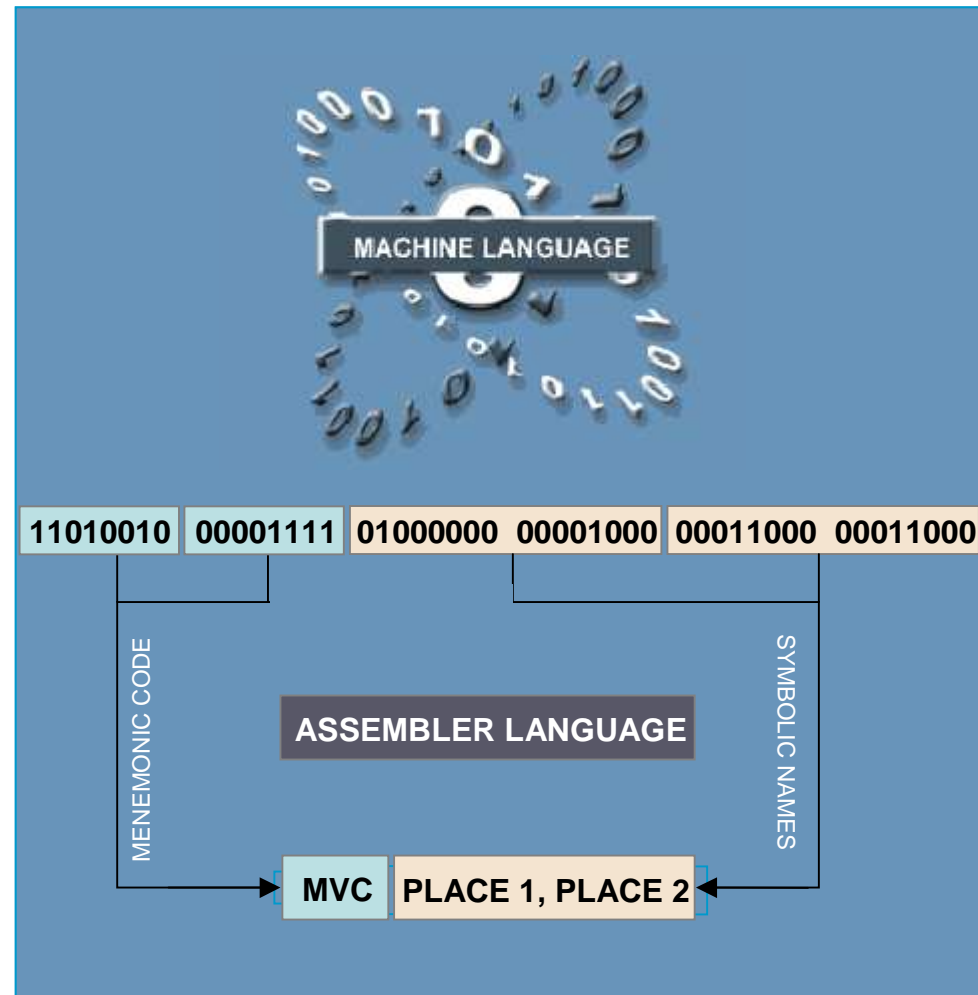 MACHINE LANGUAGE
11010010 00001111 01000000 00001000 00011000 00011000
MENEMONIC CODE
SYMBOLIC NAMES
ASSEMBLER LANGUAGE
MVC PLACE 1, PLACE 2